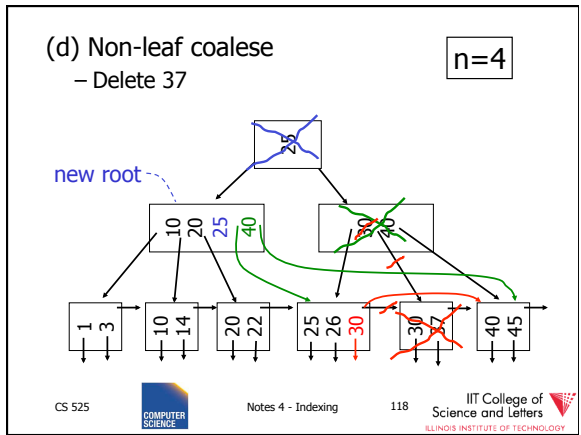 (d) Non-leaf coalese
– Delete 37
n=4
25
new root
10 20 25 40
30 40
1 3
10 14
20 22
25 26 30
30 37
40 45
CS 525
COMPUTER
SCIENCE
Notes 4 - Indexing
118
IIT College of
Science and Letters
ILLINOIS INSTITUTE OF TECHNOLOGY